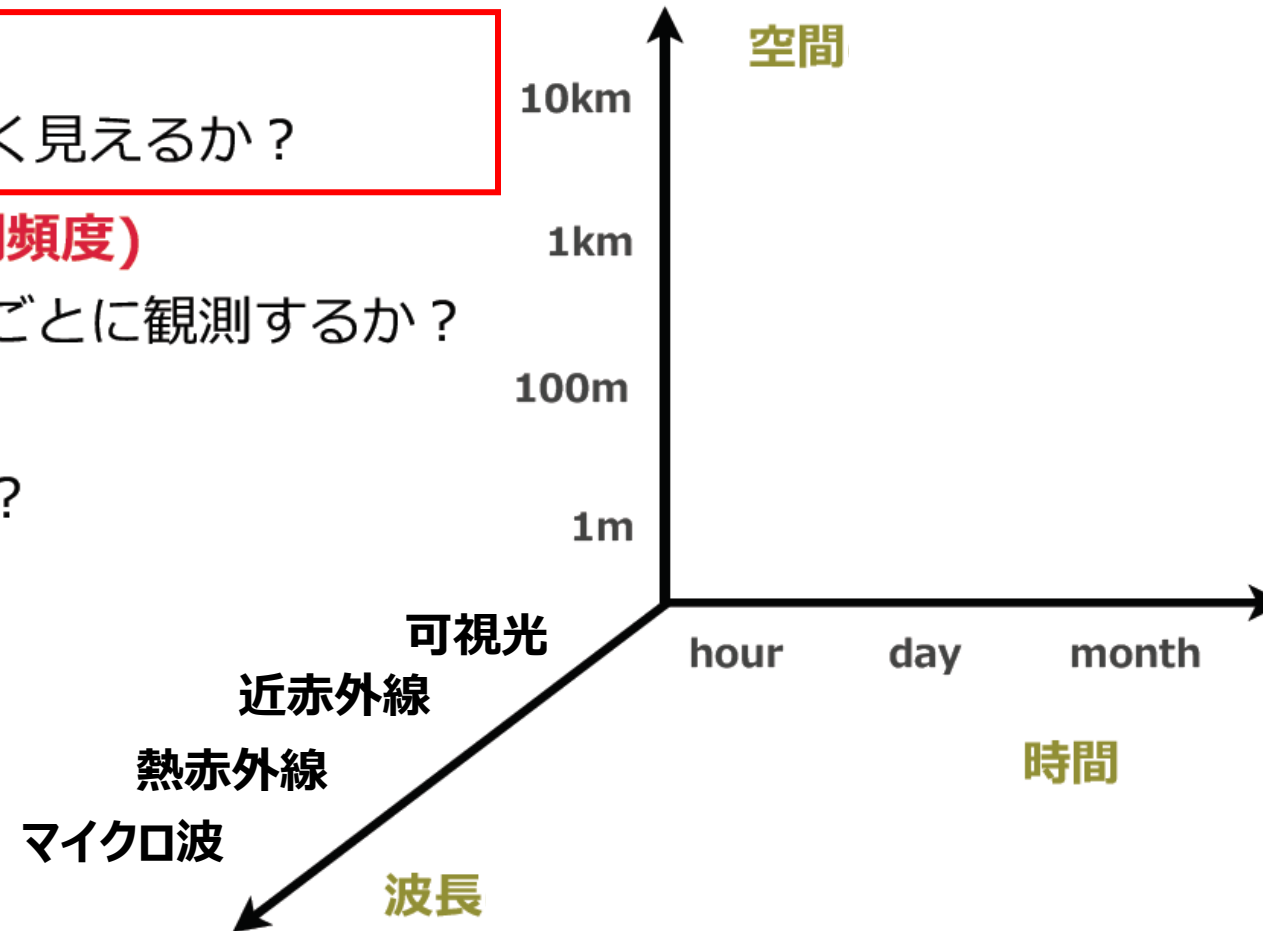 く見えるか？
頻度)
ごとに観測するか？
？
空間
10km
1km
100m
1m
可視光
近赤外線
熱赤外線
マイクロ波
波長
hour day month
時間